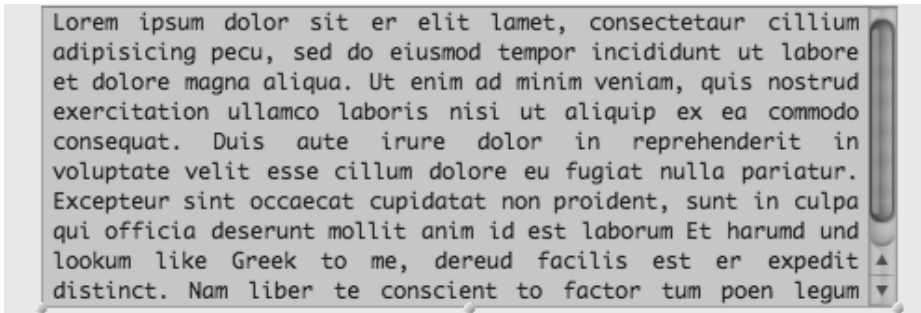 Lorem ipsum dolor sit er elit lamet, consectetaur cillium
adipisicing pecu, sed do eiusmod tempor incididunt ut labore
et dolore magna aliqua. Ut enim ad minim veniam, quis nostrud
exercitation ullamco laboris nisi ut aliquip ex ea commodo
consequat. Duis aute irure dolor in reprehenderit in
voluptate velit esse cillum dolore eu fugiat nulla pariatur.
Excepteur sint occaecat cupidatat non proident, sunt in culpa
qui officia deserunt mollit anim id est laborum Et harumd und
lookum like Greek to me, dereud facilis est er expedit
distinct. Nam liber te conscient to factor tum poen legum